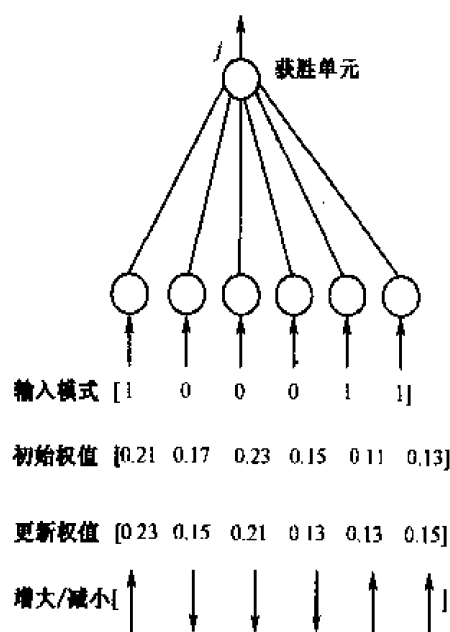 j 获胜单元
输入模式 [1 0 0 0 1 1]
初始权值 [0.21 0.17 0.23 0.15 0 11 0.13]
更新权值 [0 23 0.15 0.21 0 13 0.13 0.15]
增大/减小[ ]